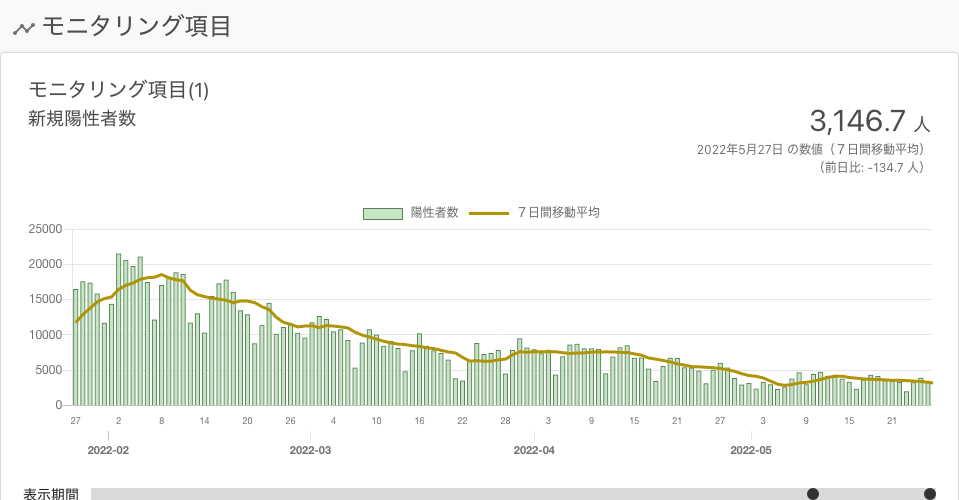 モニタリング項目
モニタリング項目(1)
新規陽性者数
3,146.7 人
2022年5月27日 の数値（７日間移動平均）
（前日比: -134.7 人）
陽性者数 ７日間移動平均
25000
20000
15000
10000
5000
0
27 2 8 14 20 26 4 10 16 22 28 3 9 15 21 27 3 9 15 21
2022-02 2022-03 2022-04 2022-05
表示期間